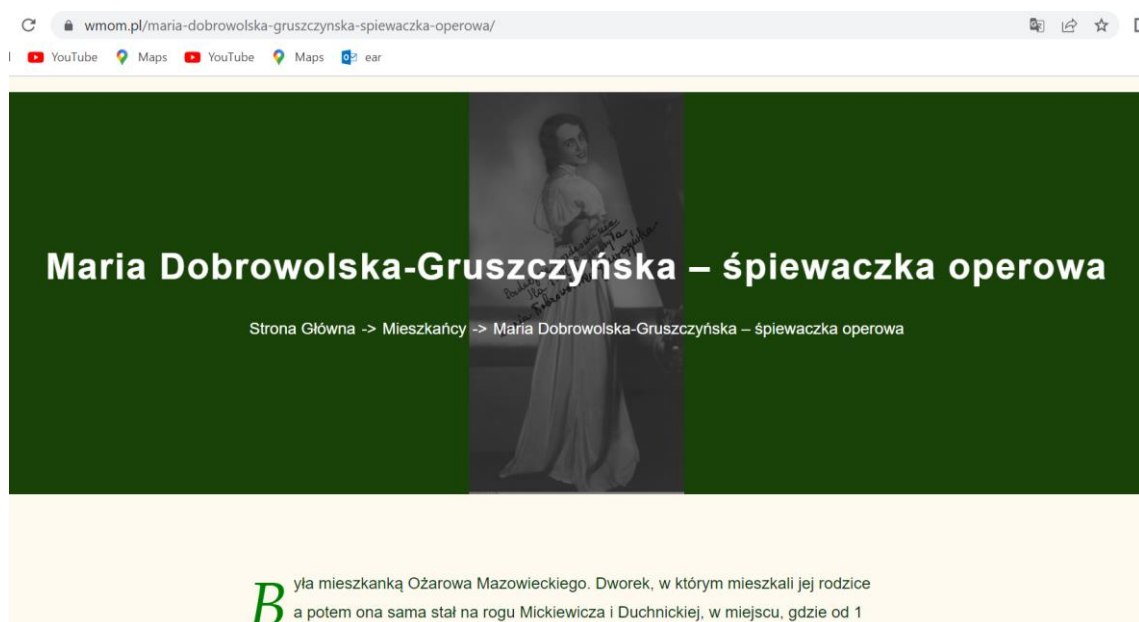 wmom.pl/maria-dobrowolska-gruszczynska-spiewaczka-operowa/
YouTube Maps YouTube Maps ear
Maria Dobrowolska-Gruszczyńska – śpiewaczka operowa
Strona Główna -> Mieszkańcy -> Maria Dobrowolska-Gruszczyńska – śpiewaczka operowa
Była mieszkanką Ożarowa Mazowieckiego. Dworek, w którym mieszkali jej rodzice
a potem ona sama stał na rogu Mickiewicza i Duchnickiej, w miejscu, gdzie od 1